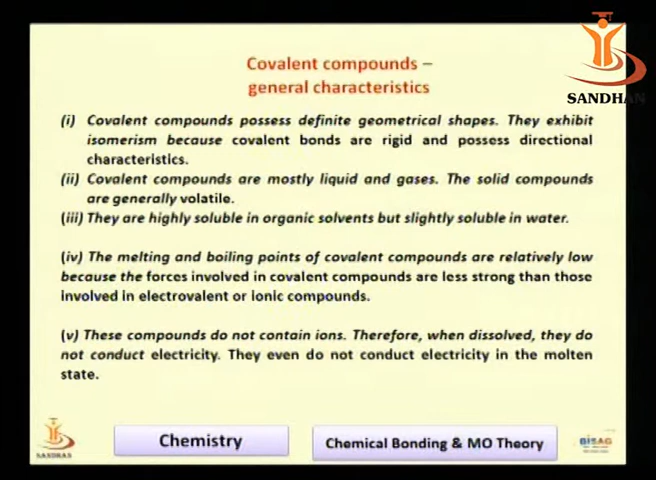 SANDHAN
Covalent compounds –
general characteristics
(i) Covalent compounds possess definite geometrical shapes. They exhibit
isomerism because covalent bonds are rigid and possess directional
characteristics.
(ii) Covalent compounds are mostly liquid and gases. The solid compounds
are generally volatile.
(iii) They are highly soluble in organic solvents but slightly soluble in water.
(iv) The melting and boiling points of covalent compounds are relatively low
because the forces involved in covalent compounds are less strong than those
involved in electrovalent or ionic compounds.
(v) These compounds do not contain ions. Therefore, when dissolved, they do
not conduct electricity. They even do not conduct electricity in the molten
state.
SANDHAN
Chemistry
Chemical Bonding & MO Theory
BISAG